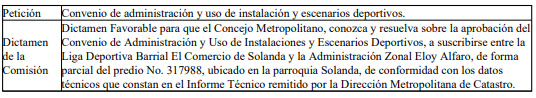 Petición Convenio de administración y uso de instalación y escenarios deportivos.
Dictamen de la Comisión
Dictamen Favorable para que el Concejo Metropolitano, conozca y resuelva sobre la aprobación del
Convenio de Administración y Uso de Instalaciones y Escenarios Deportivos, a suscribirse entre la
Liga Deportiva Barrial El Comercio de Solanda y la Administración Zonal Eloy Alfaro, de forma
parcial del predio No. 317988, ubicado en la parroquia Solanda, de conformidad con los datos
técnicos que constan en el Informe Técnico remitido por la Dirección Metropolitana de Catastro.